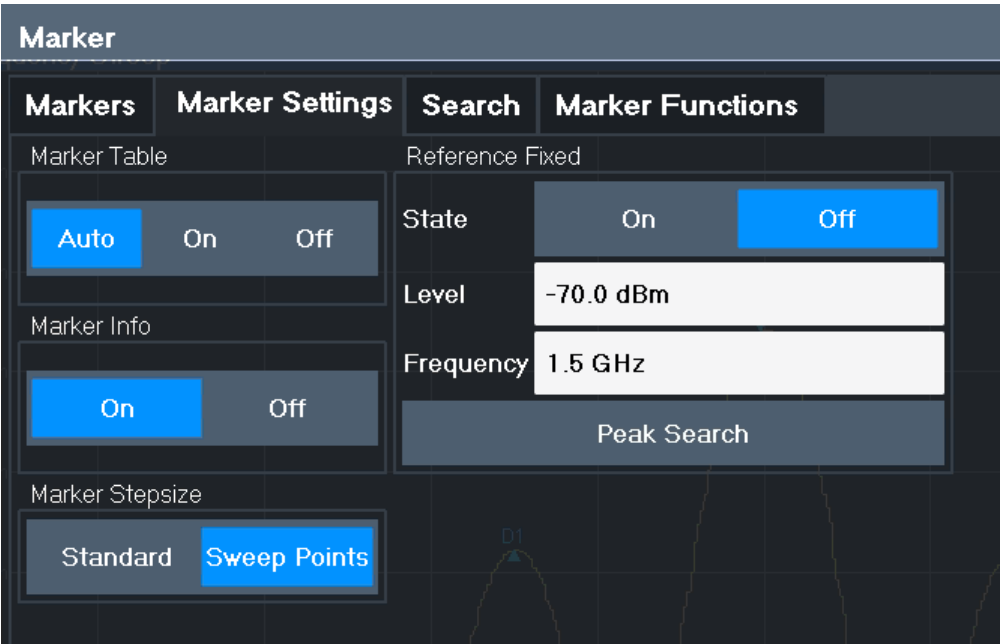 Marker
Markers Marker Settings Search Marker Functions
Marker Table
Auto On Off
Marker Info
On Off
Marker Stepsize
Standard Sweep Points
Reference Fixed
State On Off
Level -70.0 dBm
Frequency 1.5 GHz
Peak Search
D1